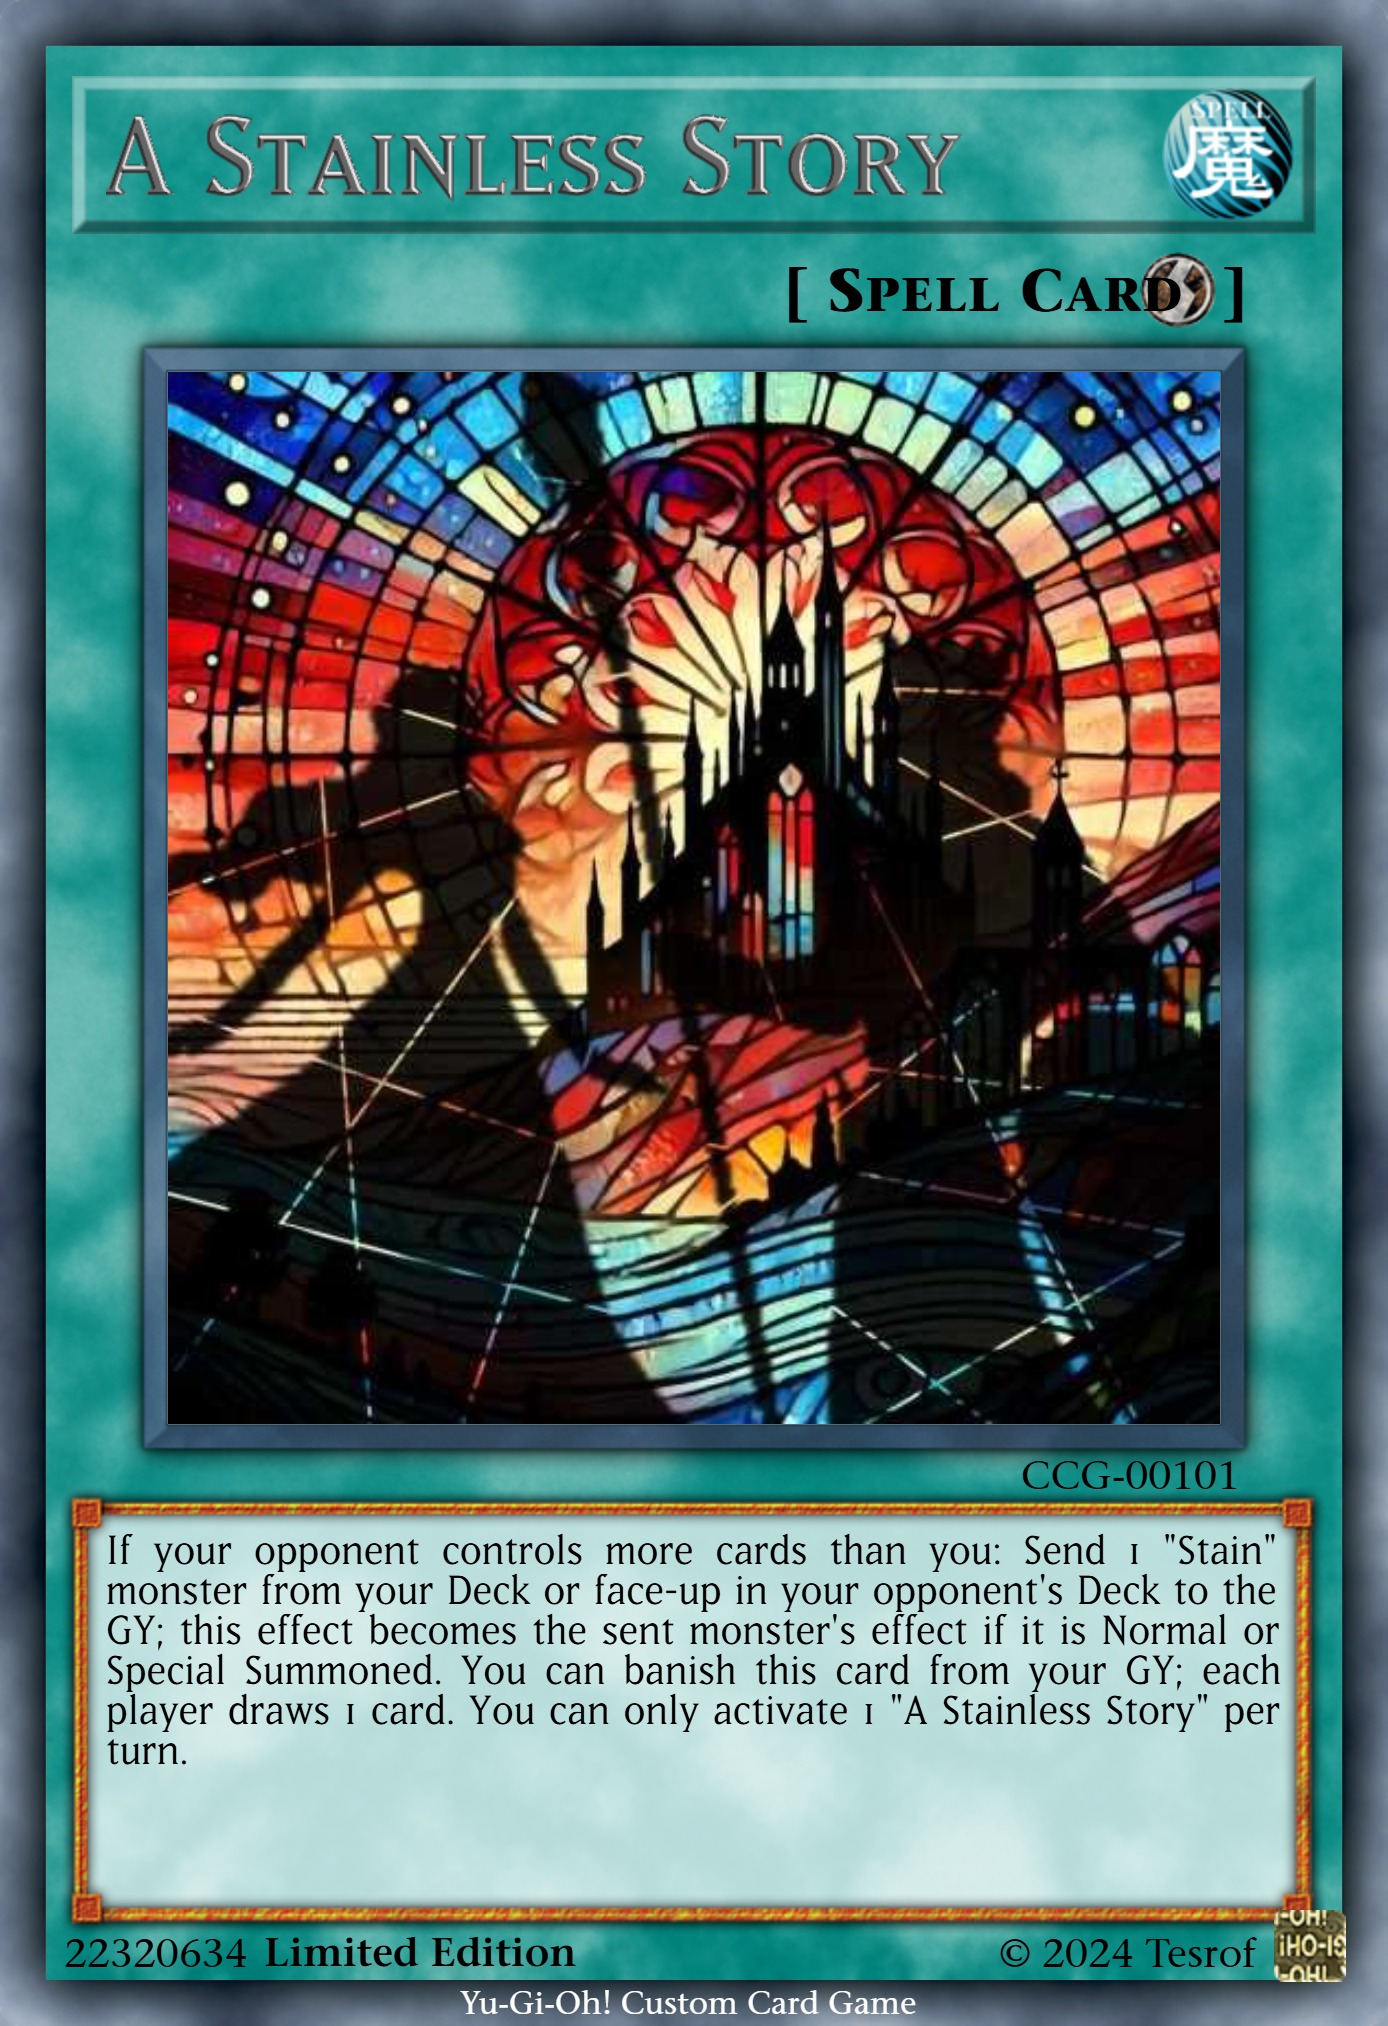 A Stainless Story
SPELL
魔
[ Spell Card ]
CCG-00101
If your opponent controls more cards than you: Send 1 "Stain"
monster from your Deck or face-up in your opponent's Deck to the
GY; this effect becomes the sent monster's effect if it is Normal or
Special Summoned. You can banish this card from your GY; each
player draws 1 card. You can only activate 1 "A Stainless Story" per
turn.
22320634 Limited Edition
© 2024 Tesrof
Yu-Gi-Oh! Custom Card Game